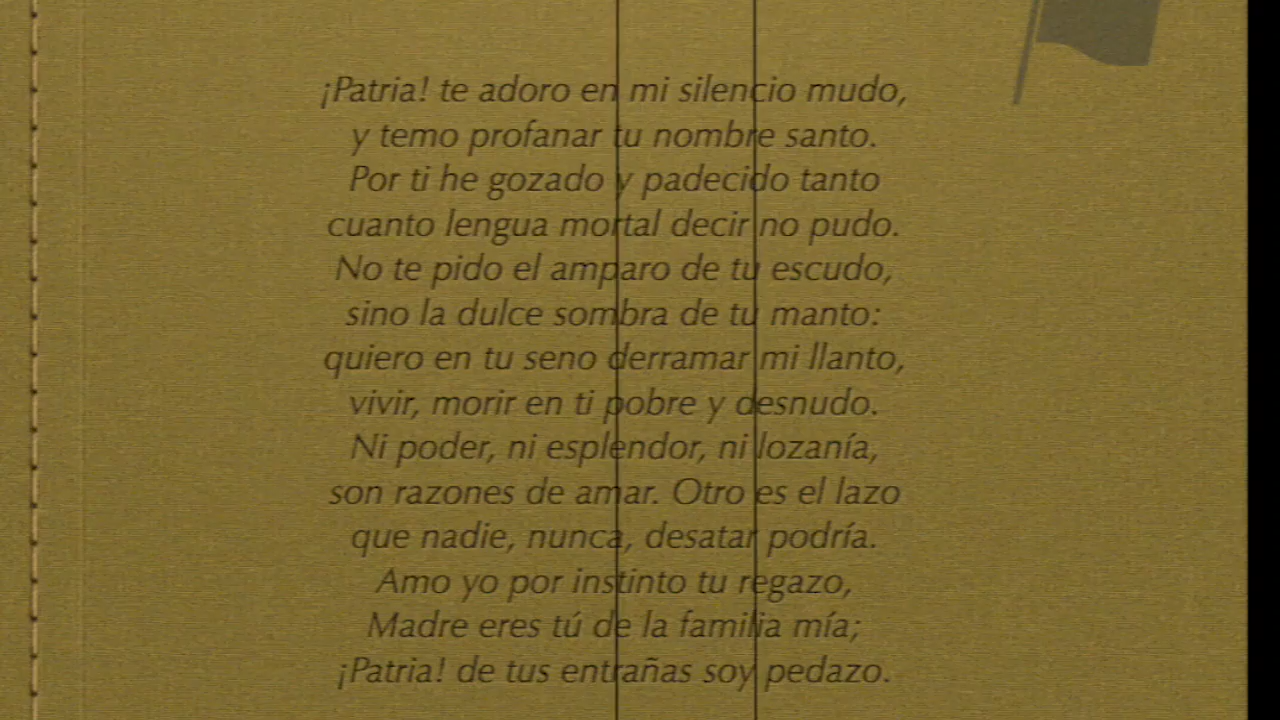 ¡Patria! te adoro en mi silencio mudo,
y temo profanar tu nombre santo.
Por ti he gozado y padecido tanto
cuanto lengua mortal decir no pudo.
No te pido el amparo de tu escudo,
sino la dulce sombra de tu manto:
quiero en tu seno derramar mi llanto,
vivir, morir en ti pobre y desnudo.
Ni poder, ni esplendor, ni lozanía,
son razones de amar. Otro es el lazo
que nadie, nunca, desatar podría.
Amo yo por instinto tu regazo,
Madre eres tú de la familia mía;
¡Patria! de tus entrañas soy pedazo.